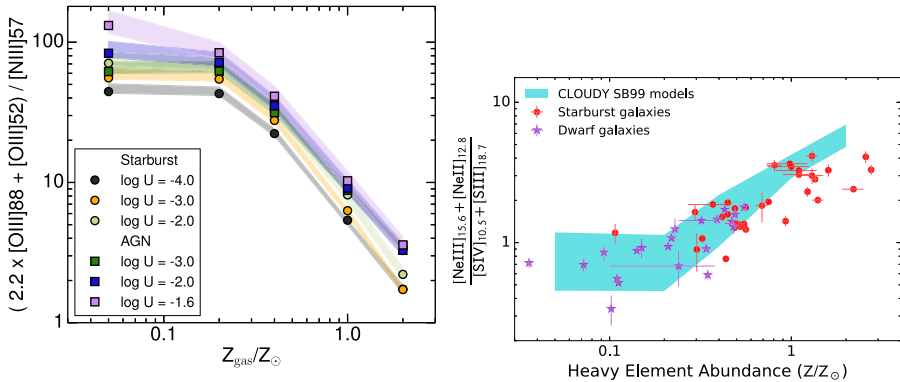 ( 2.2 x [OIII]88 + [OIII]52) / [NIII]57
100
10
1
0.1
1.0
Z_gas/Z_⊙
Starburst
log U = -4.0
log U = -3.0
log U = -2.0
AGN
log U = -3.0
log U = -2.0
log U = -1.6
[NeIII]15.6 + [NeII]12.8
[SIV]10.5 + [SIII]18.7
10
1
0.1
1
Heavy Element Abundance (Z/Z_⊙)
CLOUDY SB99 models
Starburst galaxies
Dwarf galaxies